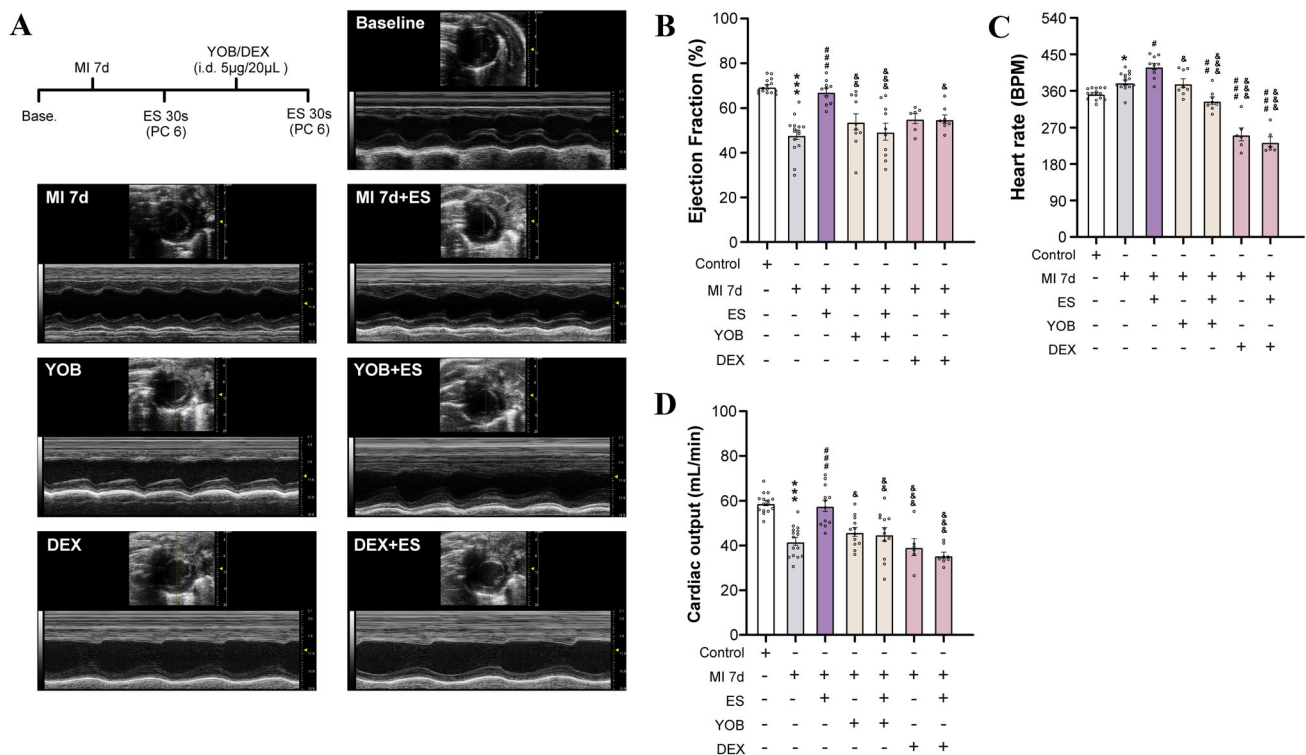 A
YOB/DEX
MI 7d
(i.d. 5μg/20μL )
Base.
ES 30s
(PC 6)
ES 30s
(PC 6)
Baseline
MI 7d
MI 7d+ES
YOB
YOB+ES
DEX
DEX+ES
B
Ejection Fraction (%)
100
80
60
40
20
0
***
###
&&
&&&
&
Control + - - - - - -
MI 7d - + + + + + +
ES - - + - + - +
YOB - - - + + - -
DEX - - - - - + +
C
Heart rate (BPM)
540
450
360
270
180
90
0
*
#
&
## &&&
### &&&
### &&&
Control + - - - - - -
MI 7d - + + + + + +
ES - - + - + - +
YOB - - - + + - -
DEX - - - - - + +
D
Cardiac output (mL/min)
100
80
60
40
20
0
***
###
&
&&
&&&
&&&
Control + - - - - - -
MI 7d - + + + + + +
ES - - + - + - +
YOB - - - + + - -
DEX - - - - - + +